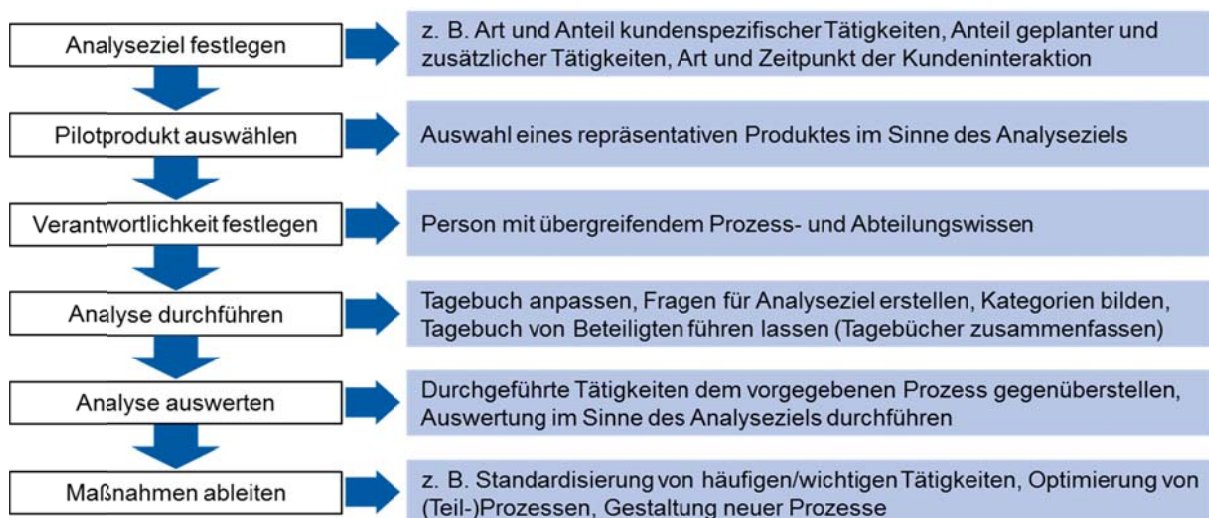 Analyseziel festlegen
z. B. Art und Anteil kundenspezifischer Tätigkeiten, Anteil geplanter und
zusätzlicher Tätigkeiten, Art und Zeitpunkt der Kundeninteraktion
Pilotprodukt auswählen
Auswahl eines repräsentativen Produktes im Sinne des Analyseziels
Verantwortlichkeit festlegen
Person mit übergreifendem Prozess- und Abteilungswissen
Analyse durchführen
Tagebuch anpassen, Fragen für Analyseziel erstellen, Kategorien bilden,
Tagebuch von Beteiligten führen lassen (Tagebücher zusammenfassen)
Analyse auswerten
Durchgeführte Tätigkeiten dem vorgegebenen Prozess gegenüberstellen,
Auswertung im Sinne des Analyseziels durchführen
Maßnahmen ableiten
z. B. Standardisierung von häufigen/wichtigen Tätigkeiten, Optimierung von
(Teil-)Prozessen, Gestaltung neuer Prozesse